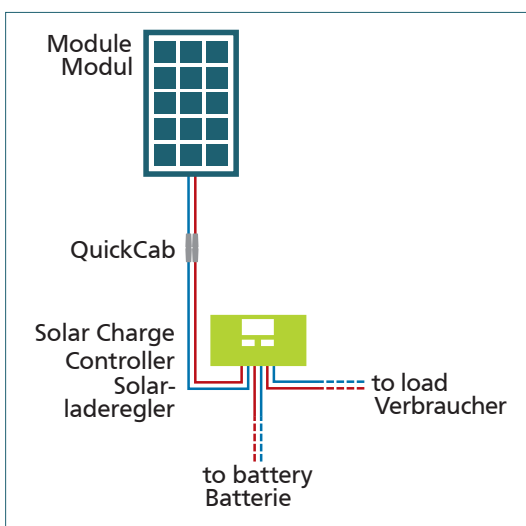 Module
Modul
QuickCab
Solar Charge
Controller
Solar-
laderegler
to load
Verbraucher
to battery
Batterie